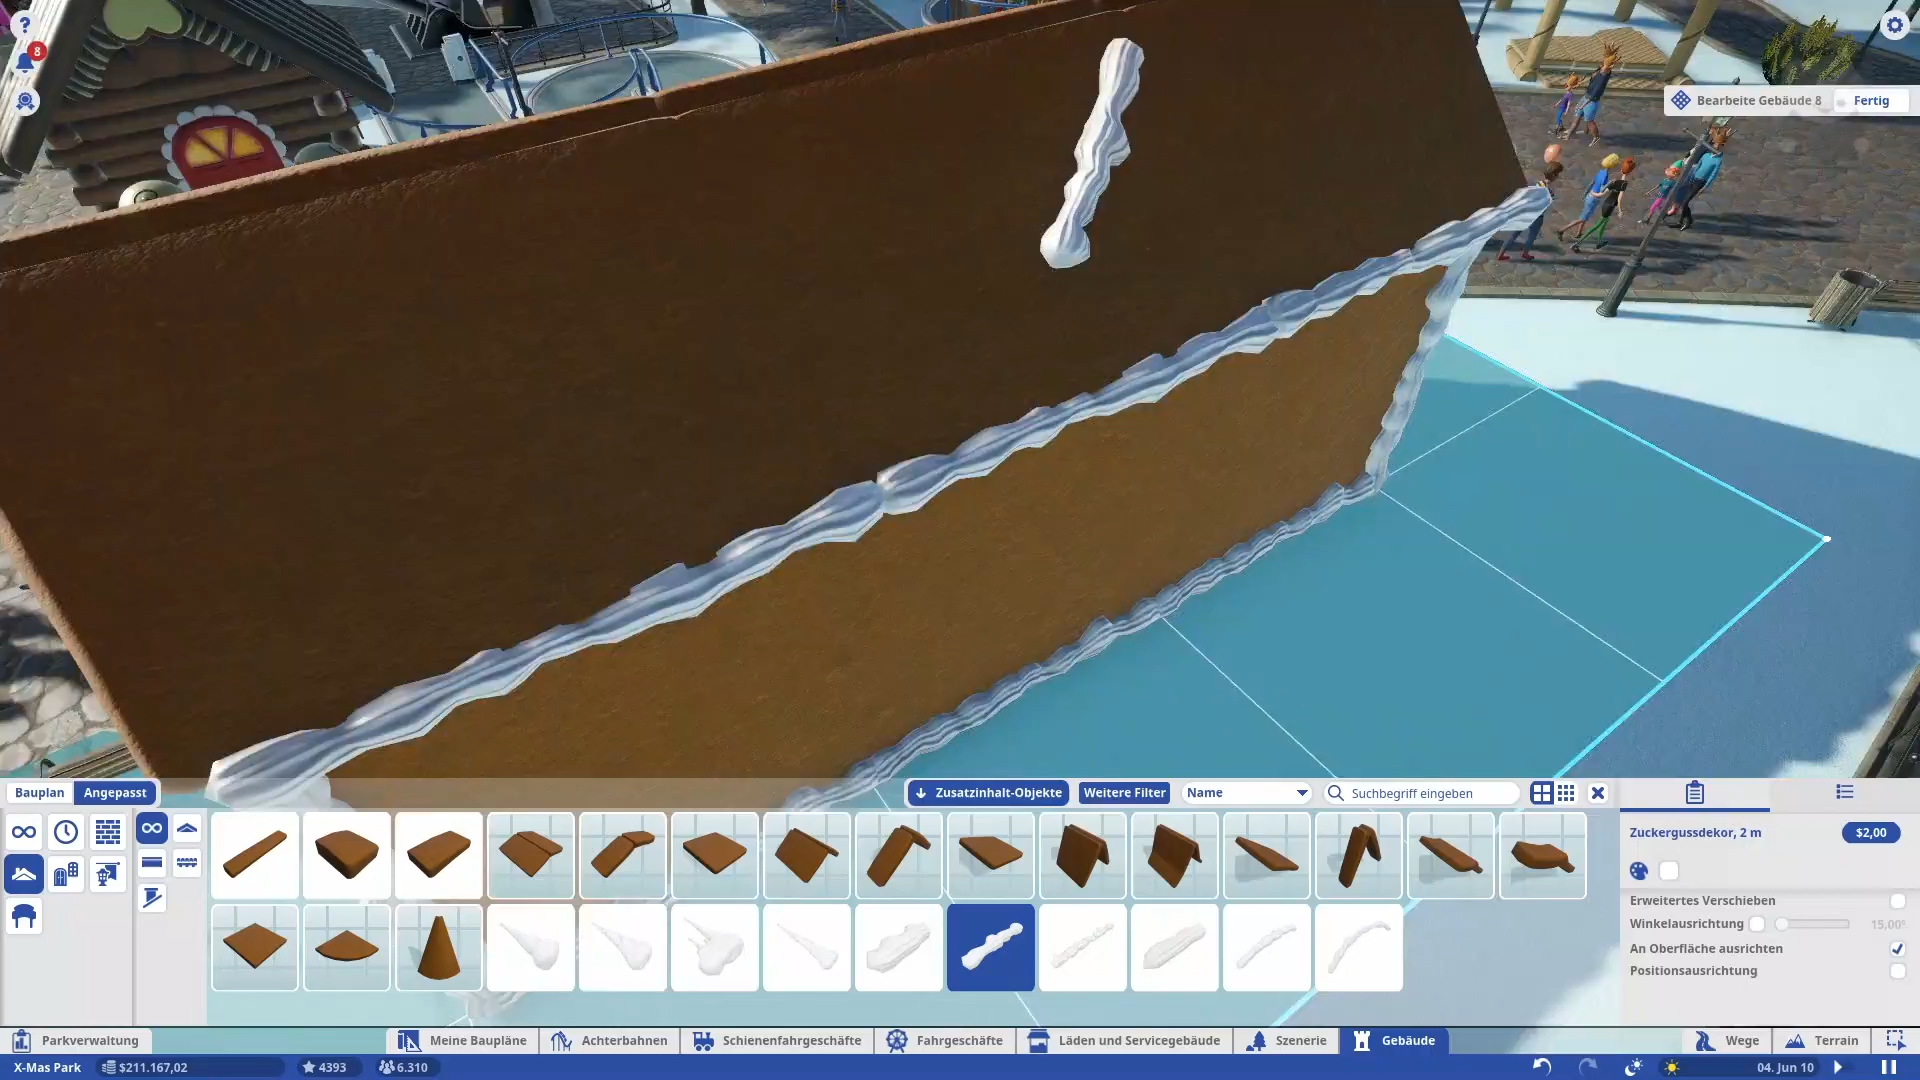 ?
8
Bearbeite Gebäude 8
Fertig
Bauplan
Angepasst
Zusatzinhalt-Objekte
Weitere Filter
Name
Suchbegriff eingeben
Zuckergussdekor, 2 m
$2,00
Erweitertes Verschieben
Winkelausrichtung
15,00°
An Oberfläche ausrichten
Positionsausrichtung
Parkverwaltung
Meine Baupläne
Achterbahnen
Schienenfahrgeschäfte
Fahrgeschäfte
Läden und Servicegebäude
Szenerie
Gebäude
Wege
Terrain
X-Mas Park
$211.167,02
4393
6.310
04. Jun 10